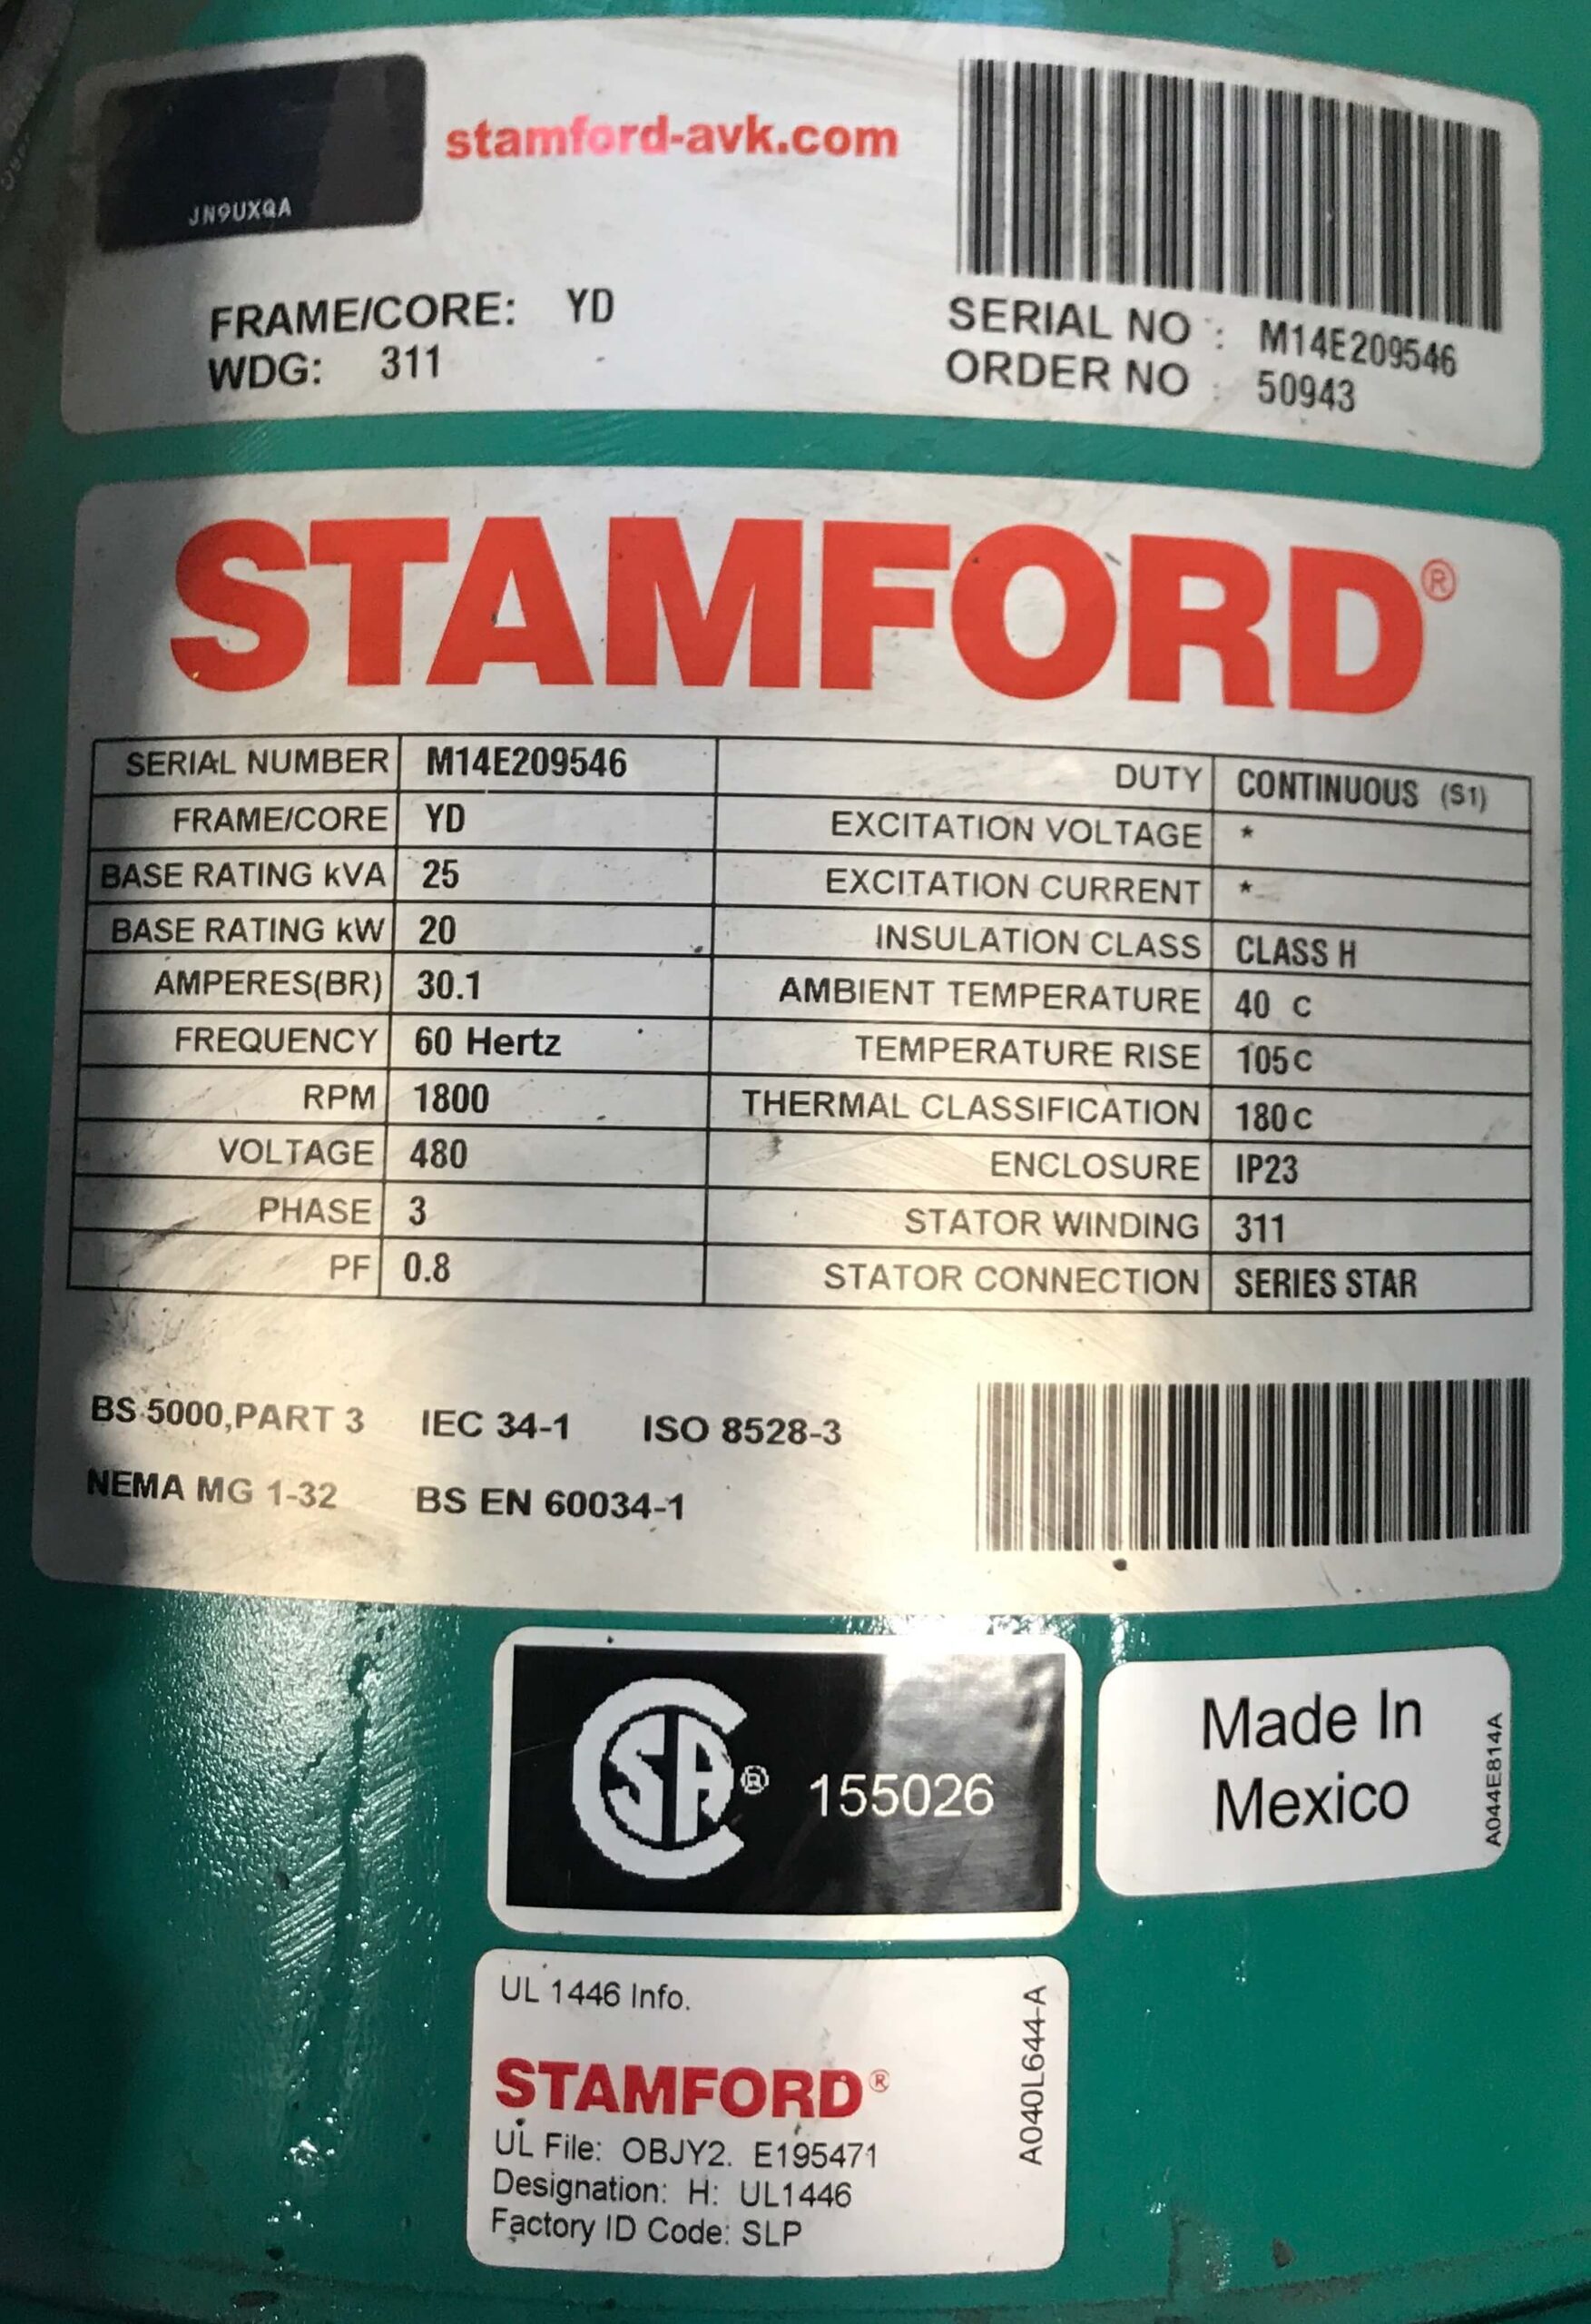 JN9UXQA
stamford-avk.com
FRAME/CORE: YD
WDG: 311
SERIAL NO : M14E209546
ORDER NO : 50943
STAMFORD®
SERIAL NUMBER M14E209546
FRAME/CORE YD
BASE RATING kVA 25
BASE RATING kW 20
AMPERES(BR) 30.1
FREQUENCY 60 Hertz
RPM 1800
VOLTAGE 480
PHASE 3
PF 0.8
DUTY CONTINUOUS (S1)
EXCITATION VOLTAGE *
EXCITATION CURRENT *
INSULATION CLASS CLASS H
AMBIENT TEMPERATURE 40 C
TEMPERATURE RISE 105 C
THERMAL CLASSIFICATION 180 C
ENCLOSURE IP23
STATOR WINDING 311
STATOR CONNECTION SERIES STAR
BS 5000,PART 3 IEC 34-1 ISO 8528-3
NEMA MG 1-32 BS EN 60034-1
CSA® 155026
Made In
Mexico
A044E814A
UL 1446 Info.
STAMFORD®
UL File: OBJY2. E195471
Designation: H: UL1446
Factory ID Code: SLP
A040L644-A